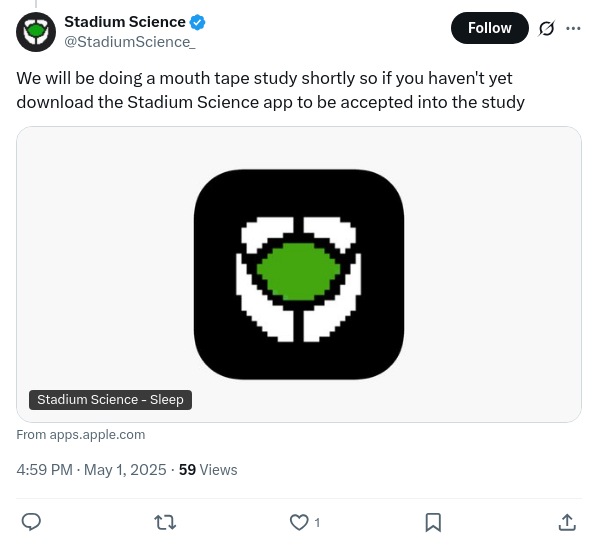 Stadium Science
@StadiumScience_
Follow
We will be doing a mouth tape study shortly so if you haven't yet
download the Stadium Science app to be accepted into the study
Stadium Science - Sleep
From apps.apple.com
4:59 PM · May 1, 2025 · 59 Views
1